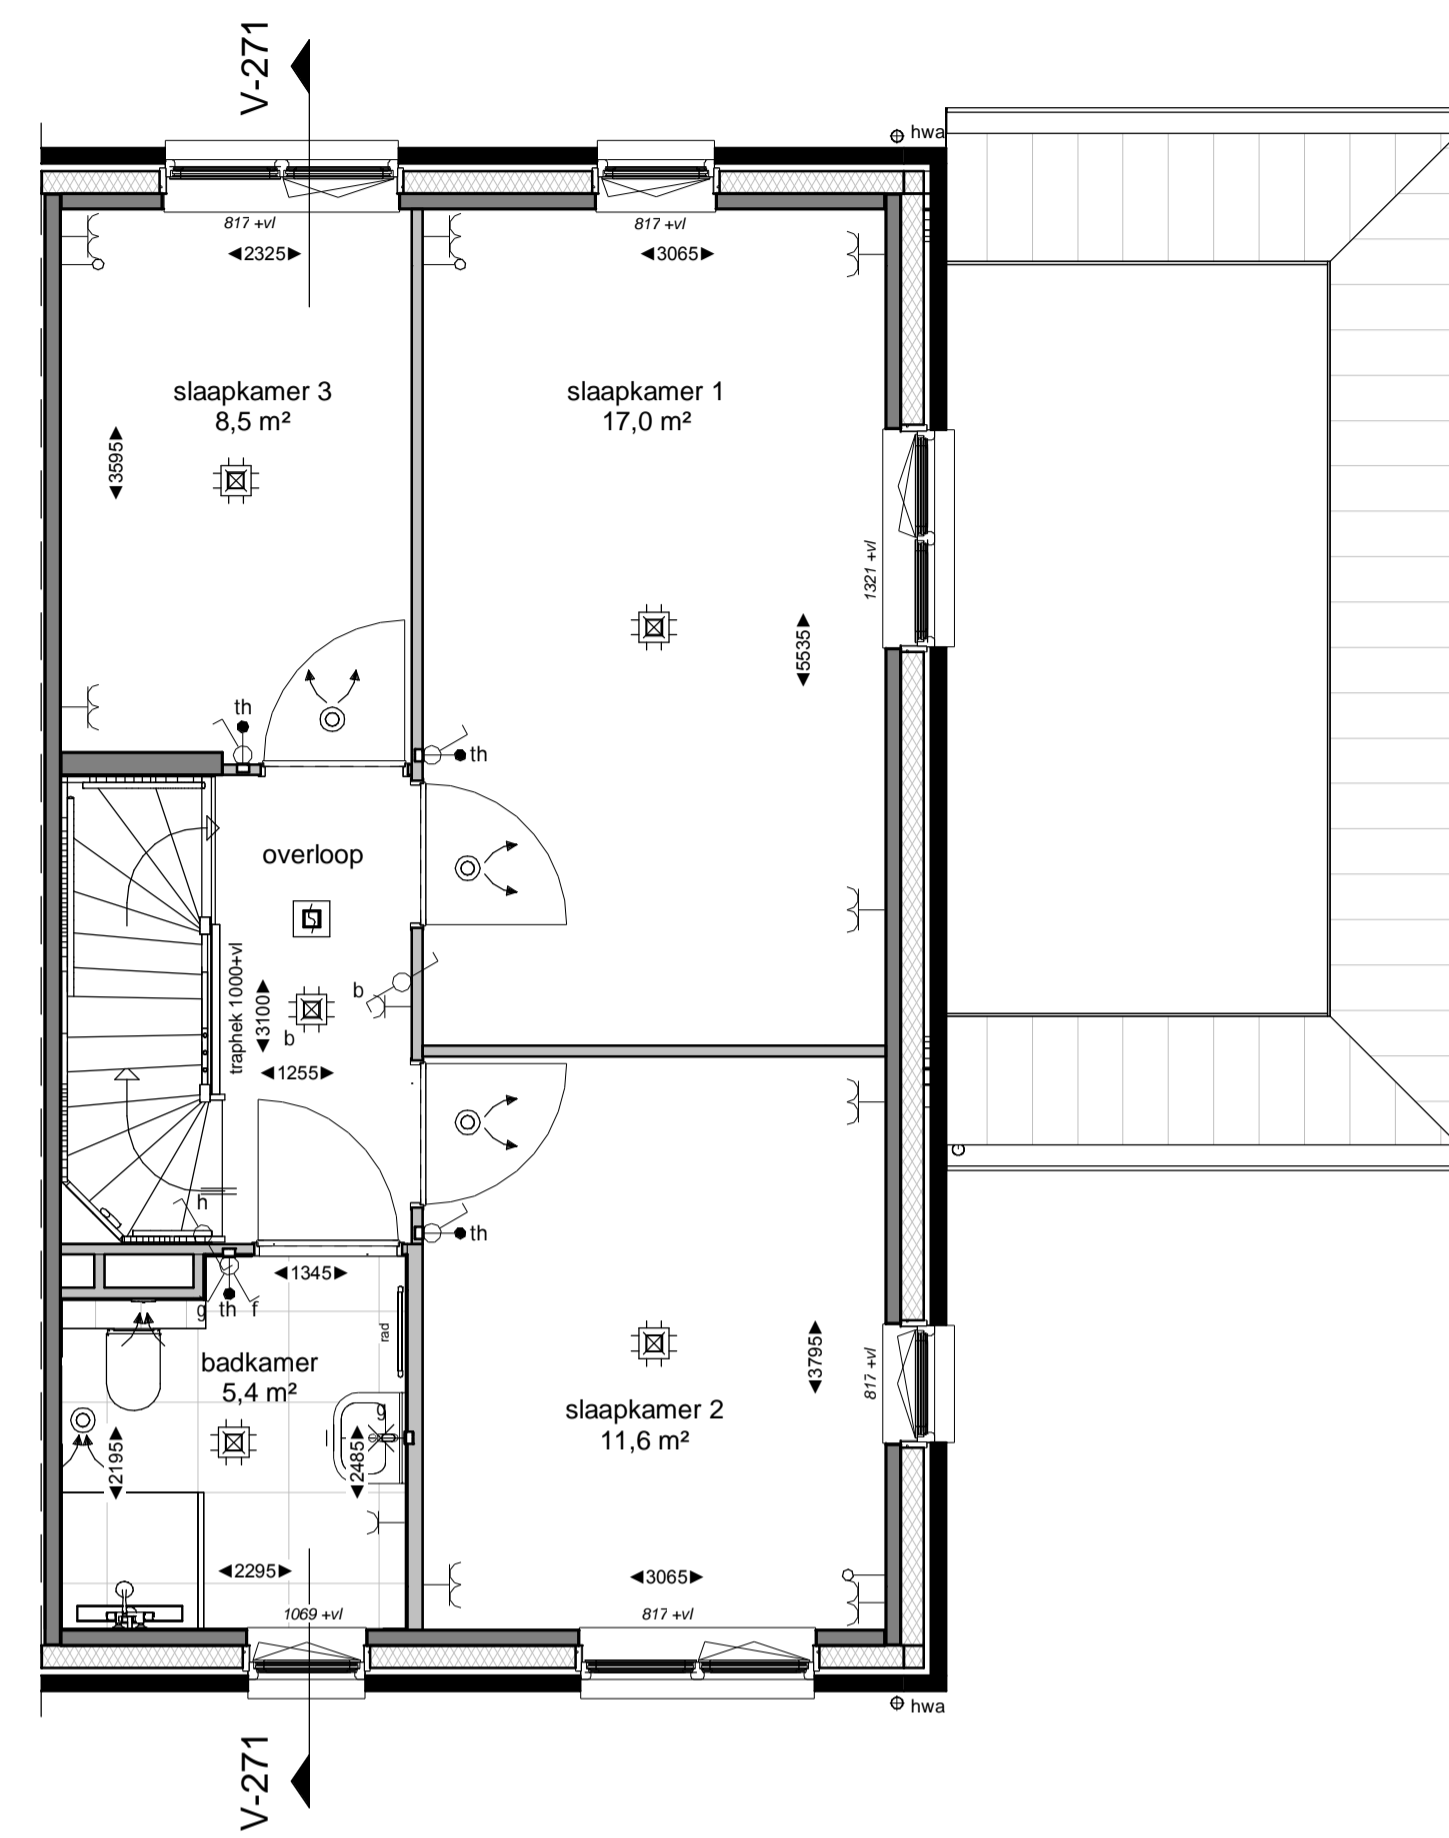 V-271
hwa
817 +vl
2325
817 +vl
3065
slaapkamer 3
8,5 m²
slaapkamer 1
17,0 m²
3595
1321 +vl
5535
th
th
overloop
traphek 1000+vl
3100
b
b
1255
G
h
th
g th f
1345
rad
badkamer
5,4 m²
g
2195
2485
3795
817 +vl
slaapkamer 2
11,6 m²
2295
3065
1069 +vl
817 +vl
hwa
V-271